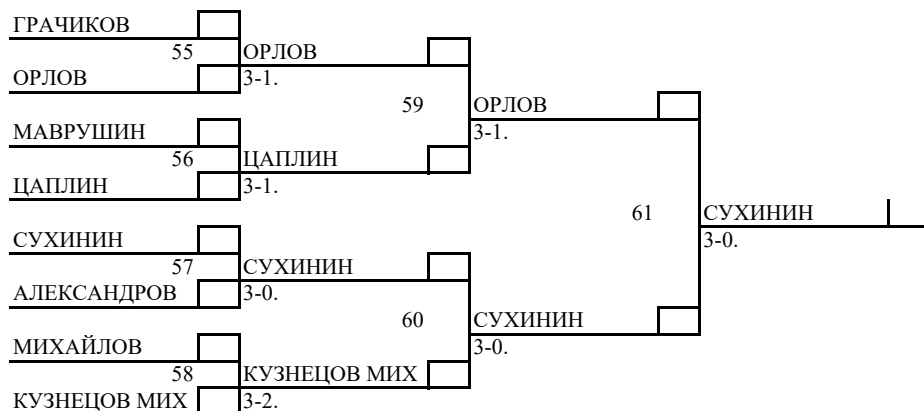 ГРАЧИКОВ
55 ОРЛОВ
ОРЛОВ 3-1.
59 ОРЛОВ
МАВРУШИН 3-1.
56 ЦАПЛИН
ЦАПЛИН 3-1.
61 СУХИНИН
СУХИНИН 3-0.
57 СУХИНИН
АЛЕКСАНДРОВ 3-0.
60 СУХИНИН
МИХАЙЛОВ 3-0.
58 КУЗНЕЦОВ МИХ
КУЗНЕЦОВ МИХ 3-2.